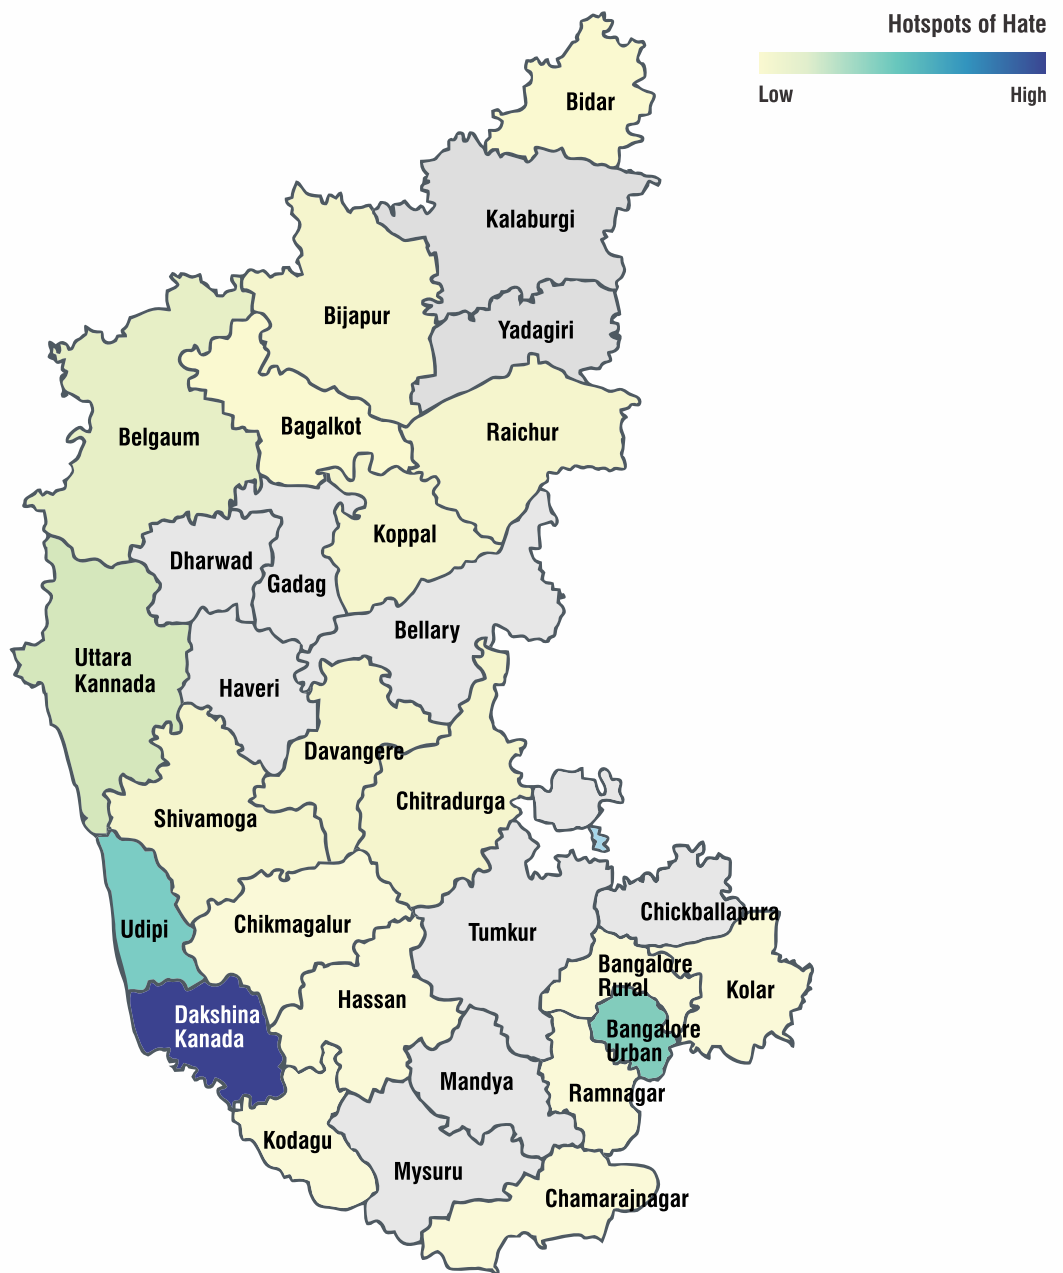 Hotspots of Hate
Low
High
Bidar
Kalaburgi
Bijapur
Yadagiri
Bagalkot
Raichur
Belgaum
Koppal
Dharwad
Gadag
Bellary
Uttara
Kannada
Haveri
Davangere
Chitradurga
Shivamoga
Chickballapura
Udipi
Chikmagalur
Tumkur
Bangalore
Rural
Kolar
Hassan
Dakshina
Kanada
Bangalore
Urban
Mandya
Ramnagar
Kodagu
Mysuru
Chamarajnagar